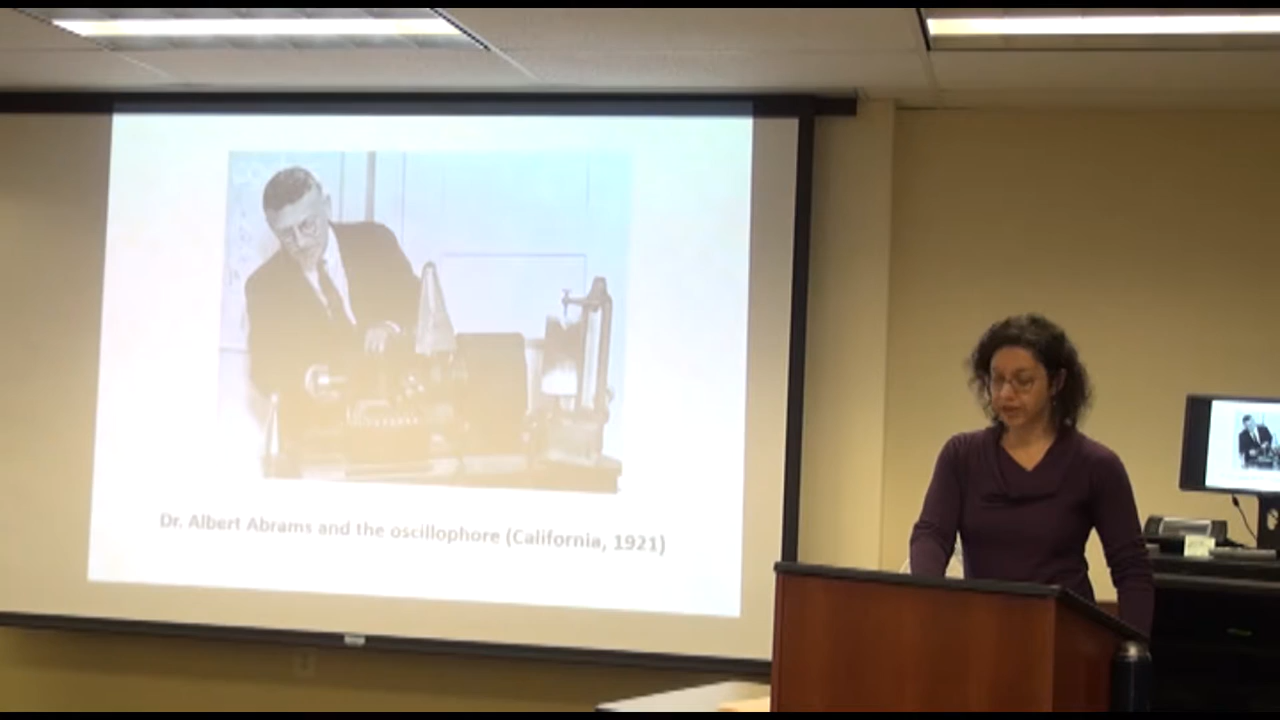 Dr. Albert Abrams and the oscillophore (California, 1921)